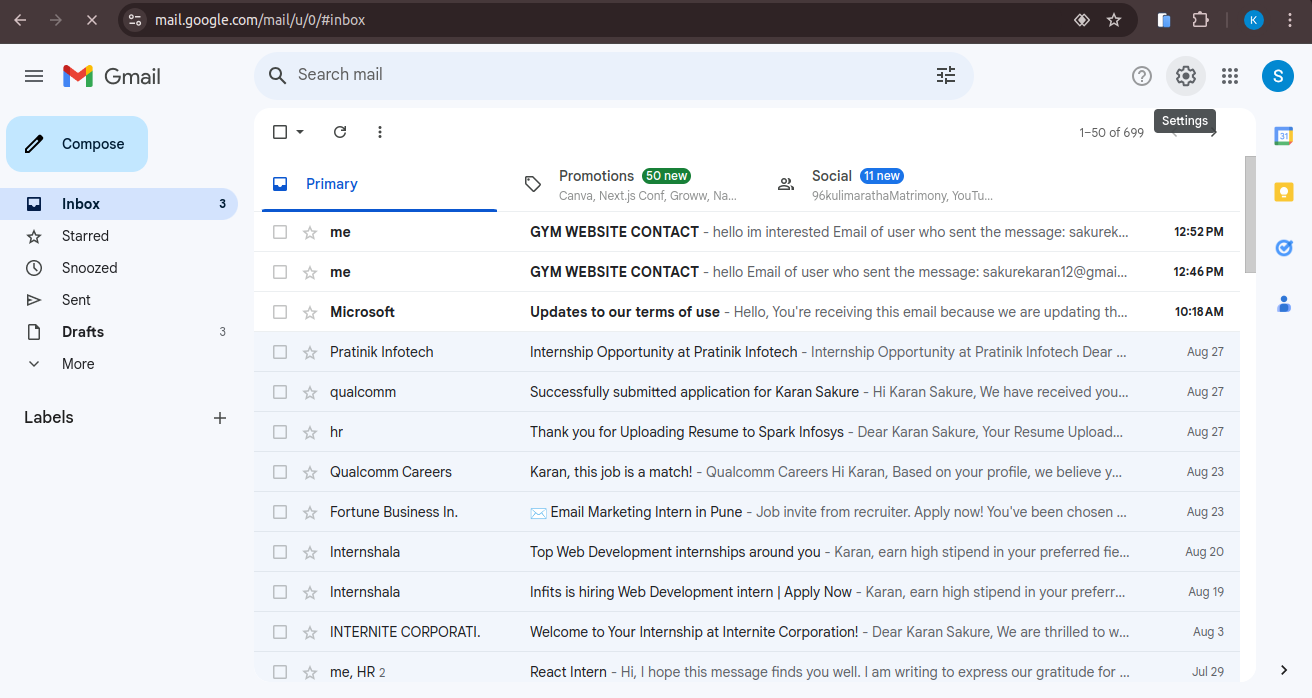 mail.google.com/mail/u/0/#inbox
K
Gmail
Search mail
S
Settings
Compose
1–50 of 699
31
Primary
Promotions 50 new
Canva, Next.js Conf, Groww, Na...
Social 11 new
96kulimarathaMatrimony, YouTu...
Inbox 3
Starred
Snoozed
Sent
Drafts 3
More
Labels
me GYM WEBSITE CONTACT - hello im interested Email of user who sent the message: sakurek... 12:52 PM
me GYM WEBSITE CONTACT - hello Email of user who sent the message: sakurekaran12@gmai... 12:46 PM
Microsoft Updates to our terms of use - Hello, You're receiving this email because we are updating th... 10:18 AM
Pratinik Infotech Internship Opportunity at Pratinik Infotech - Internship Opportunity at Pratinik Infotech Dear ... Aug 27
qualcomm Successfully submitted application for Karan Sakure - Hi Karan Sakure, We have received you... Aug 27
hr Thank you for Uploading Resume to Spark Infosys - Dear Karan Sakure, Your Resume Upload... Aug 27
Qualcomm Careers Karan, this job is a match! - Qualcomm Careers Hi Karan, Based on your profile, we believe y... Aug 23
Fortune Business In. ✉️ Email Marketing Intern in Pune - Job invite from recruiter. Apply now! You've been chosen ... Aug 23
Internshala Top Web Development internships around you - Karan, earn high stipend in your preferred fie... Aug 20
Internshala Infits is hiring Web Development intern | Apply Now - Karan, earn high stipend in your preferr... Aug 19
INTERNITE CORPORATI. Welcome to Your Internship at Internite Corporation! - Dear Karan Sakure, We are thrilled to w... Aug 3
me, HR 2 React Intern - Hi, I hope this message finds you well. I am writing to express our gratitude for ... Jul 29